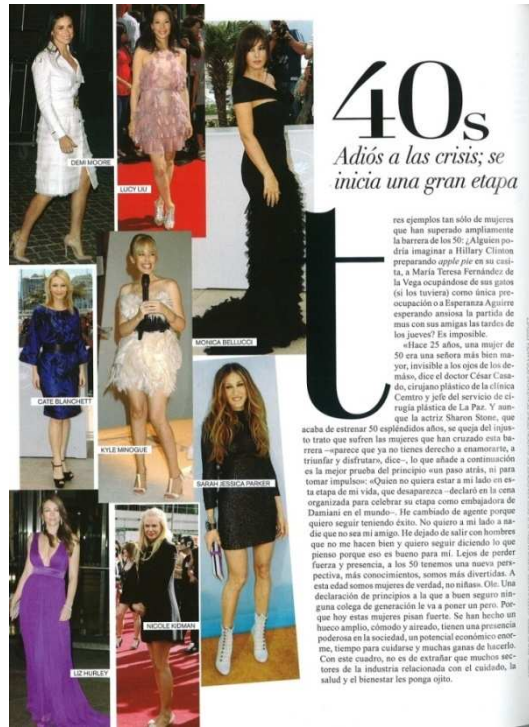 DEMI MOORE
LUCY LIU
MONICA BELLUCCI
CATE BLANCHETT
KYLIE MINOGUE
SARAH JESSICA PARKER
LIZ HURLEY
NICOLE KIDMAN
40s
Adiós a las crisis; se
inicia una gran etapa
tres ejemplos tan sólo de mujeres
que han superado ampliamente
la barrera de los 50: ¿Alguien po-
dría imaginar a Hillary Clinton
preparando apple pie en su casi-
ta, a María Teresa Fernández de
la Vega ocupándose de sus gatos
(si los tuviera) como única pre-
ocupación o a Esperanza Aguirre
esperando ansiosa la partida de
mus con sus amigas las tardes de
los jueves? Es imposible.
«Hace 25 años, una mujer de
50 era una señora más bien ma-
yor, invisible a los ojos de los de-
más», dice el doctor César Casa-
do, cirujano plástico de la clínica
Cemtro y jefe del servicio de ci-
rugía plástica de La Paz. Y aun-
que la actriz Sharon Stone, que
acaba de estrenar 50 espléndidos años, se queja del injus-
to trato que sufren las mujeres que han cruzado esta ba-
rrera –«parece que ya no tienes derecho a enamorarte, a
triunfar y disfrutar», dice–, lo que añade a continuación
es la mejor prueba del principio «un paso atrás, ni para
tomar impulso»: «Quien no quiera estar a mi lado en es-
ta etapa de mi vida, que desaparezca –declaró en la cena
organizada para celebrar su etapa como embajadora de
Damiani en el mundo–. He cambiado de agente porque
quiero seguir teniendo éxito. No quiero a mi lado a na-
die que no sea mi amigo. He dejado de salir con hombres
que no me hacen bien y quiero seguir diciendo lo que
pienso porque eso es bueno para mí. Lejos de perder
fuerza y presencia, a los 50 tenemos una nueva pers-
pectiva, más conocimientos, somos más divertidas. A
esta edad somos mujeres de verdad, no niñas». Ole. Una
declaración de principios a la que a buen seguro nin-
guna colega de generación le va a poner un pero. Por-
que hoy estas mujeres pisan fuerte. Se han hecho un
hueco amplio, cómodo y aireado, tienen una presencia
poderosa en la sociedad, un potencial económico enor-
me, tiempo para cuidarse y muchas ganas de hacerlo.
Con este cuadro, no es de extrañar que muchos sec-
tores de la industria relacionada con el cuidado, la
salud y el bienestar les ponga ojito.